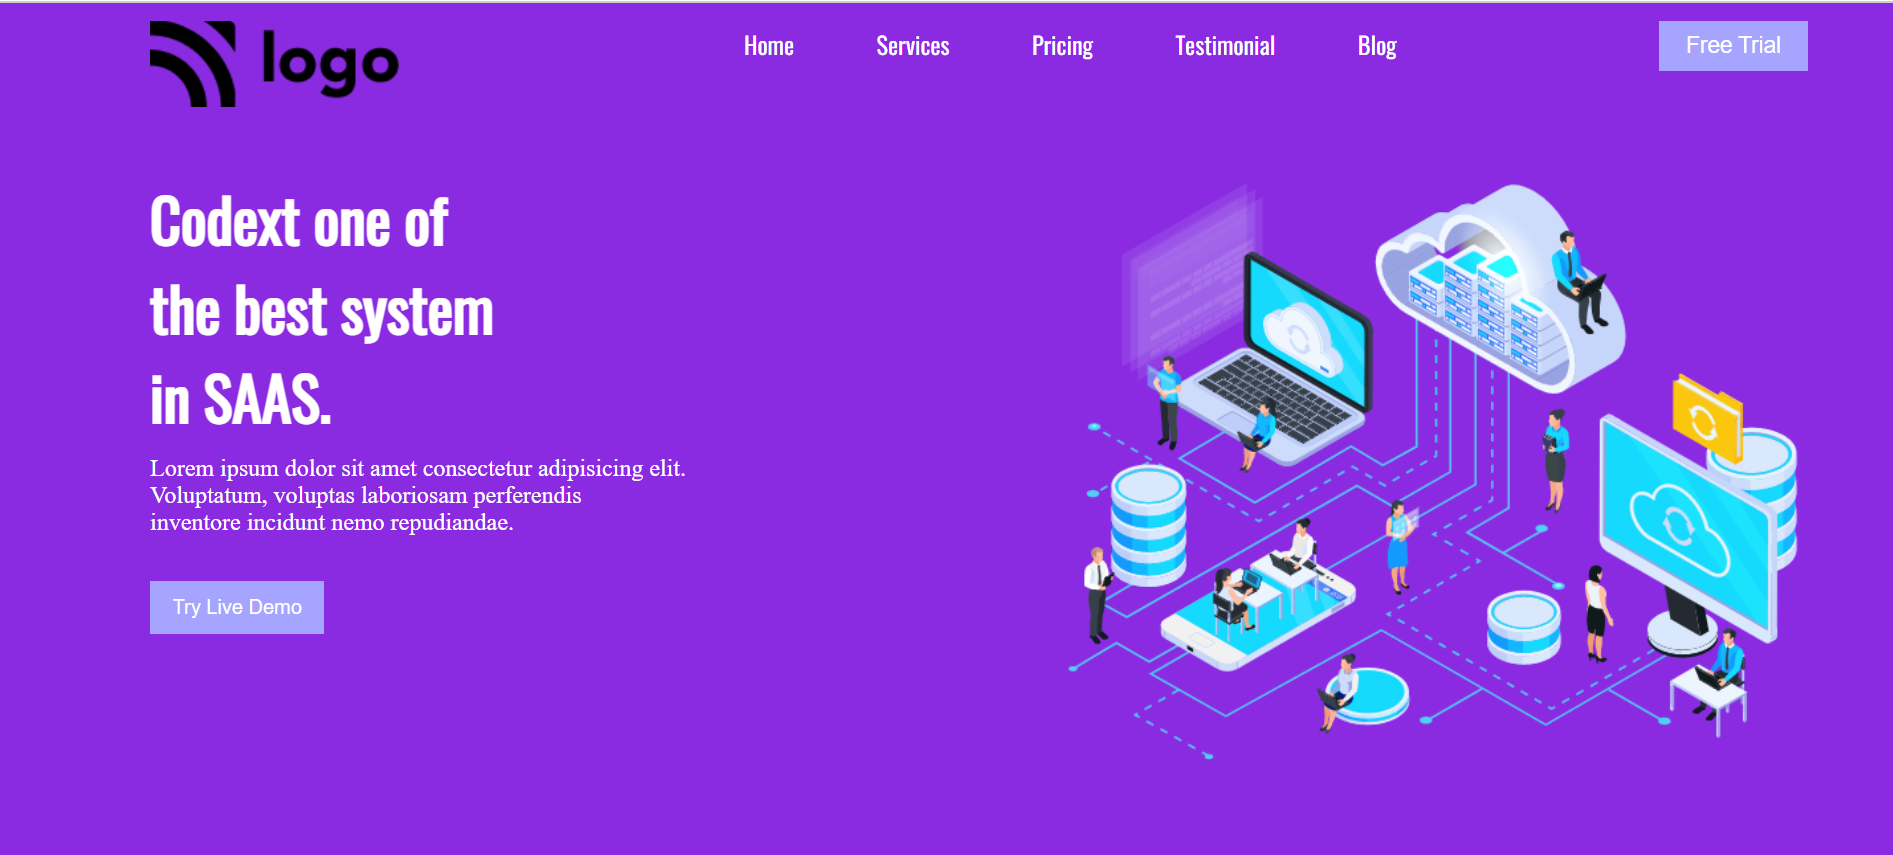 logo
Home
Services
Pricing
Testimonial
Blog
Free Trial
Codext one of
the best system
in SAAS.
Lorem ipsum dolor sit amet consectetur adipisicing elit.
Voluptatum, voluptas laboriosam perferendis
inventore incidunt nemo repudiandae.
Try Live Demo